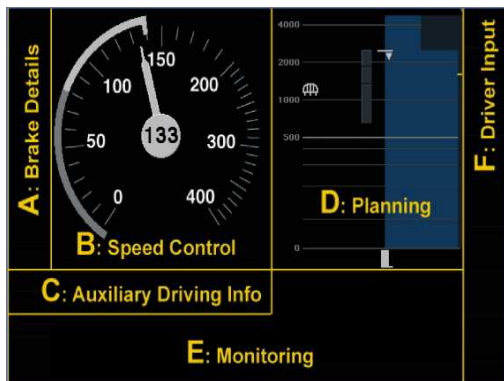 A: Brake Details
0
50
100
150
200
300
400
133
B: Speed Control
4000
2000
1000
500
0
D: Planning
F: Driver Input
C: Auxiliary Driving Info
E: Monitoring